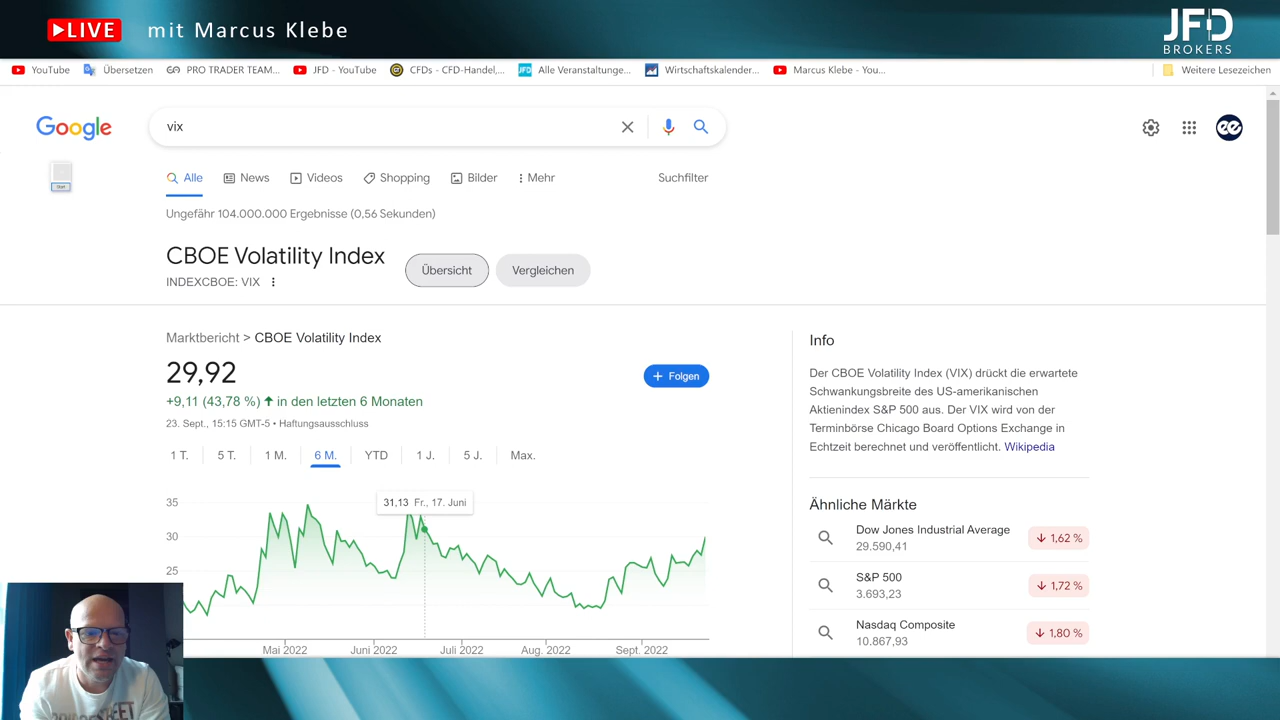 LIVE
mit Marcus Klebe
JFD
BROKERS
YouTube
Übersetzen
PRO TRADER TEAM...
JFD - YouTube
CFDs - CFD-Handel,...
Alle Veranstaltunge...
Wirtschaftskalender...
Marcus Klebe - You...
Weitere Lesezeichen
Google
vix
Alle
News
Videos
Shopping
Bilder
Mehr
Suchfilter
Ungefähr 104.000.000 Ergebnisse (0,56 Sekunden)
CBOE Volatility Index
INDEXCBOE: VIX
Übersicht
Vergleichen
Marktbericht > CBOE Volatility Index
29,92
+ Folgen
+9,11 (43,78 %) ↑ in den letzten 6 Monaten
23. Sept., 15:15 GMT-5 • Haftungsausschluss
1 T.
5 T.
1 M.
6 M.
YTD
1 J.
5 J.
Max.
31,13 Fr., 17. Juni
35
30
25
Mai 2022
Juni 2022
Juli 2022
Aug. 2022
Sept. 2022
Info
Der CBOE Volatility Index (VIX) drückt die erwartete
Schwankungsbreite des US-amerikanischen
Aktienindex S&P 500 aus. Der VIX wird von der
Terminbörse Chicago Board Options Exchange in
Echtzeit berechnet und veröffentlicht. Wikipedia
Ähnliche Märkte
Dow Jones Industrial Average
29.590,41
↓ 1,62 %
S&P 500
3.693,23
↓ 1,72 %
Nasdaq Composite
10.867,93
↓ 1,80 %